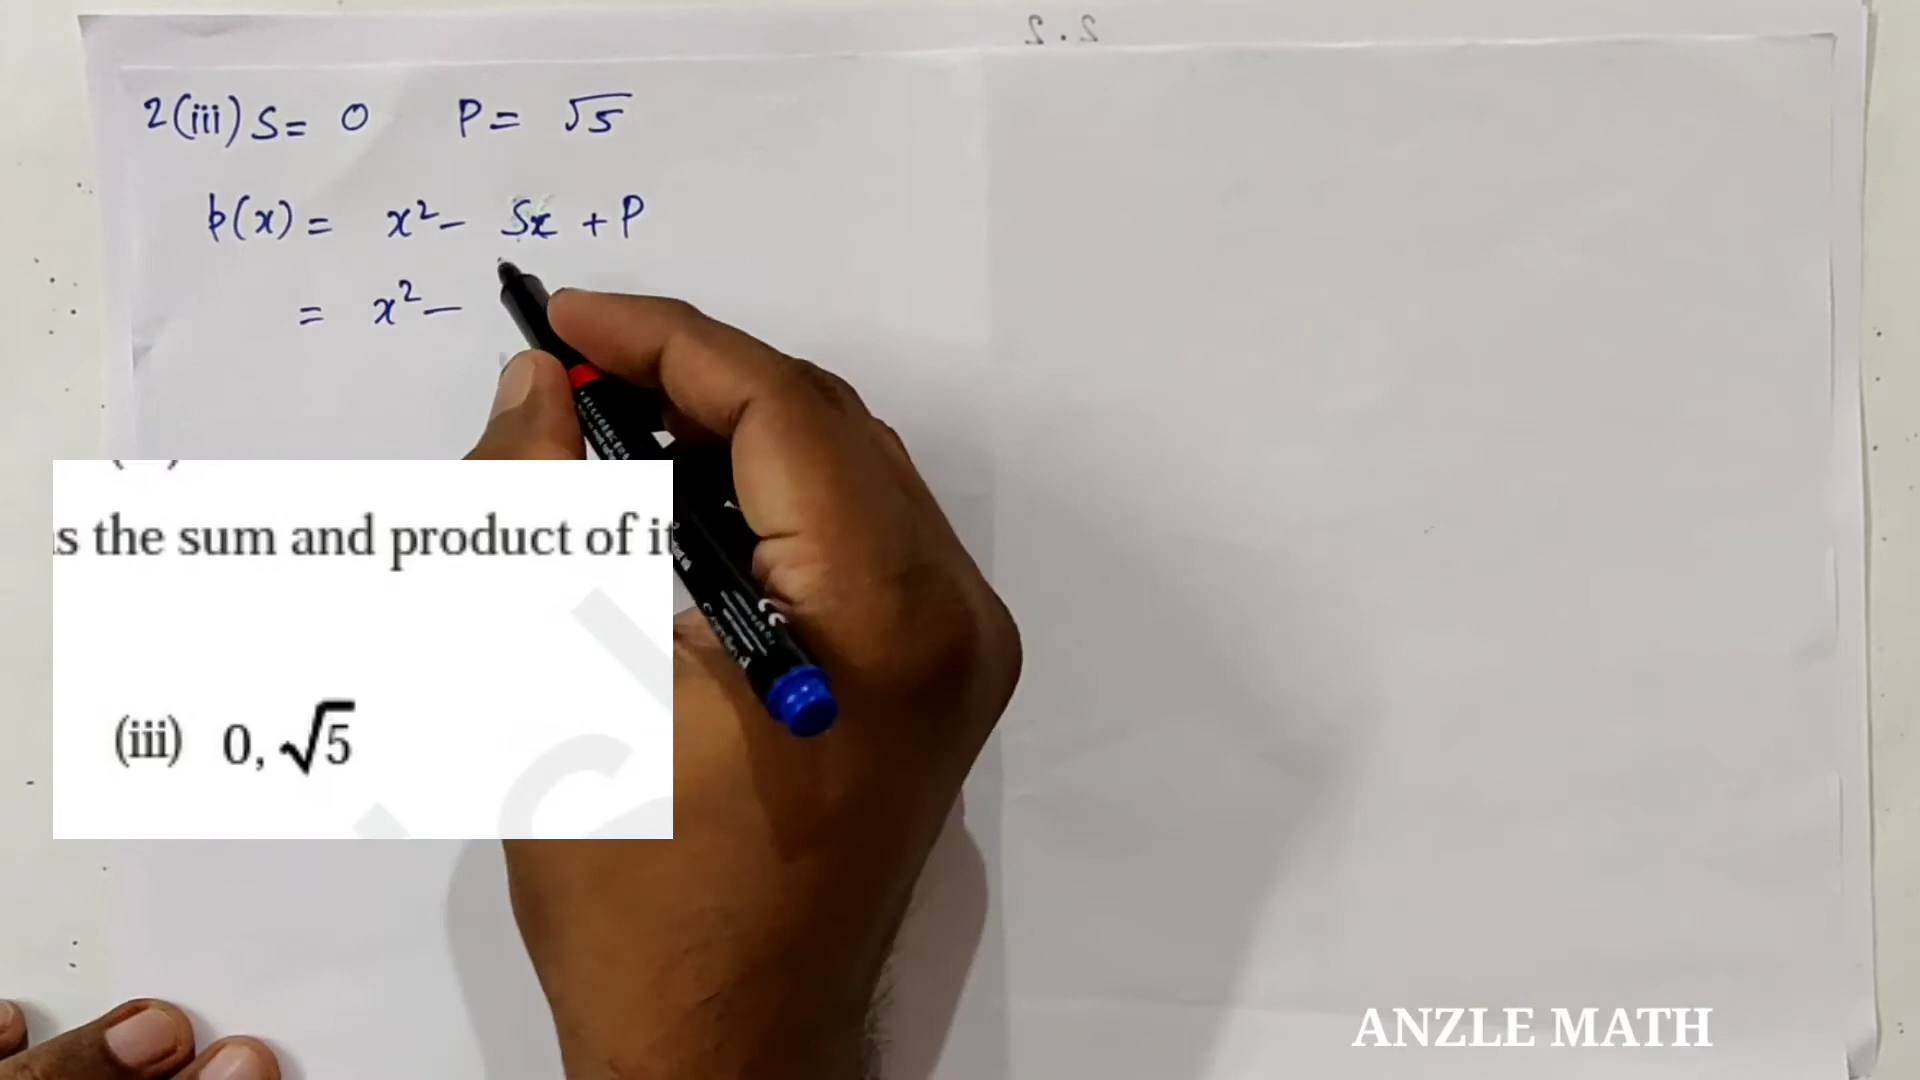 2.2
2(iii) S = 0 P = √5
p(x) = x² - Sx + P
= x² -
s the sum and product of it
(iii) 0, √5
ANZLE MATH